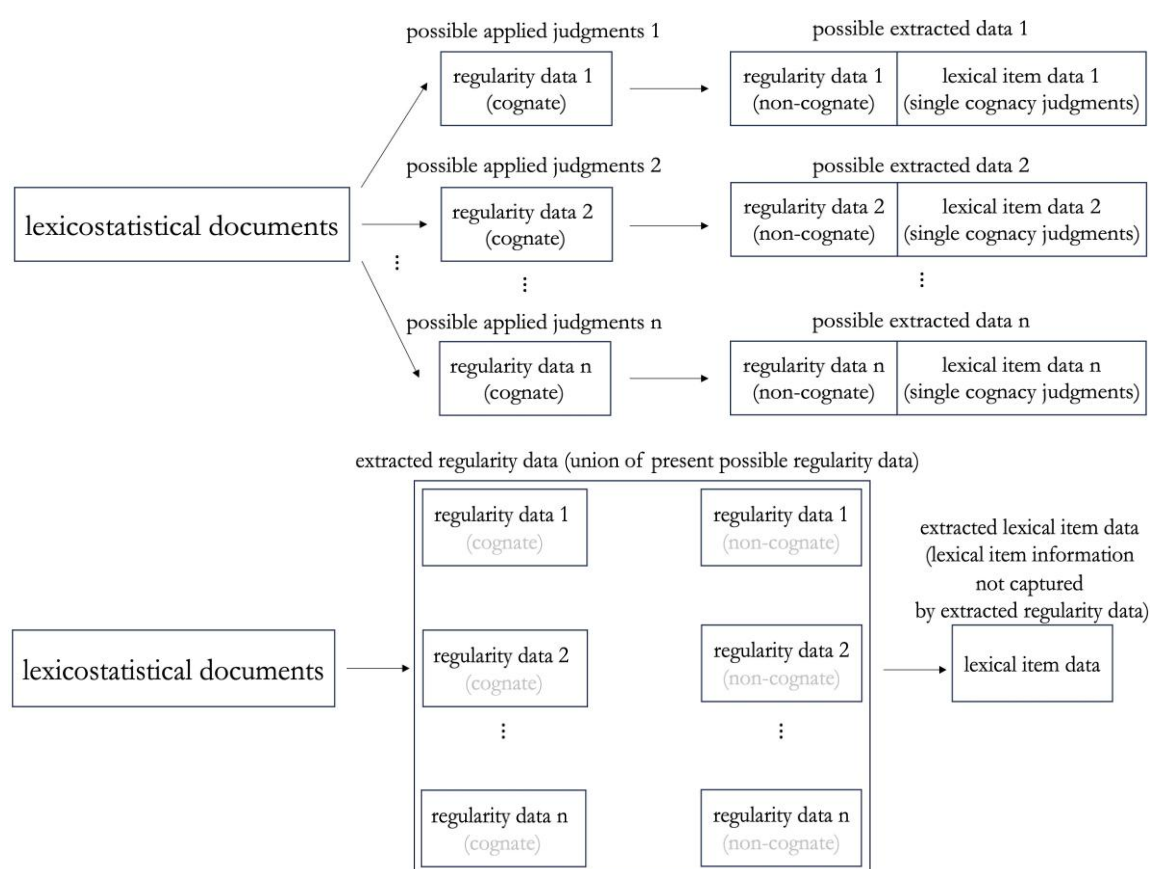 possible applied judgments 1
possible extracted data 1
regularity data 1
(cognate)
regularity data 1
(non-cognate)
lexical item data 1
(single cognacy judgments)
possible applied judgments 2
possible extracted data 2
lexicostatistical documents
regularity data 2
(cognate)
regularity data 2
(non-cognate)
lexical item data 2
(single cognacy judgments)
⋮
⋮
⋮
possible applied judgments n
possible extracted data n
regularity data n
(cognate)
regularity data n
(non-cognate)
lexical item data n
(single cognacy judgments)
extracted regularity data (union of present possible regularity data)
regularity data 1
(cognate)
regularity data 1
(non-cognate)
extracted lexical item data
(lexical item information
not captured
by extracted regularity data)
lexicostatistical documents
regularity data 2
(cognate)
regularity data 2
(non-cognate)
lexical item data
⋮
⋮
regularity data n
(cognate)
regularity data n
(non-cognate)